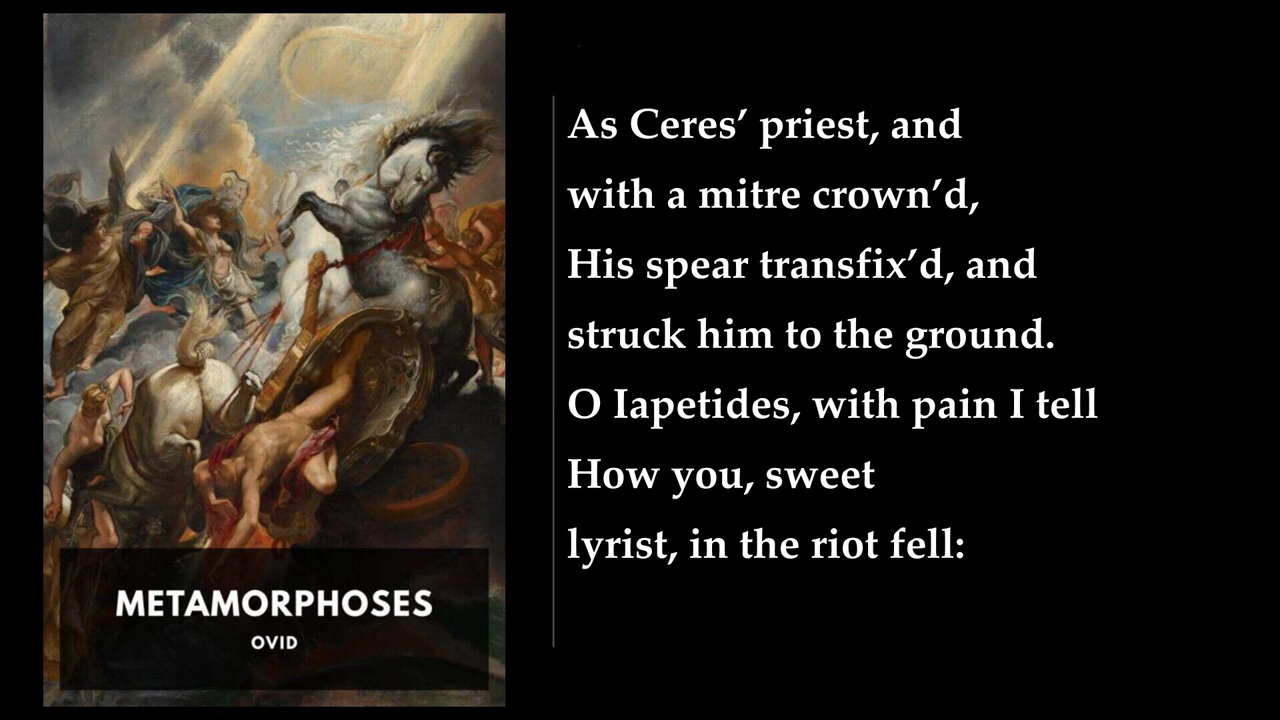 METAMORPHOSES
OVID
As Ceres’ priest, and
with a mitre crown’d,
His spear transfix’d, and
struck him to the ground.
O Iapetides, with pain I tell
How you, sweet
lyrist, in the riot fell: